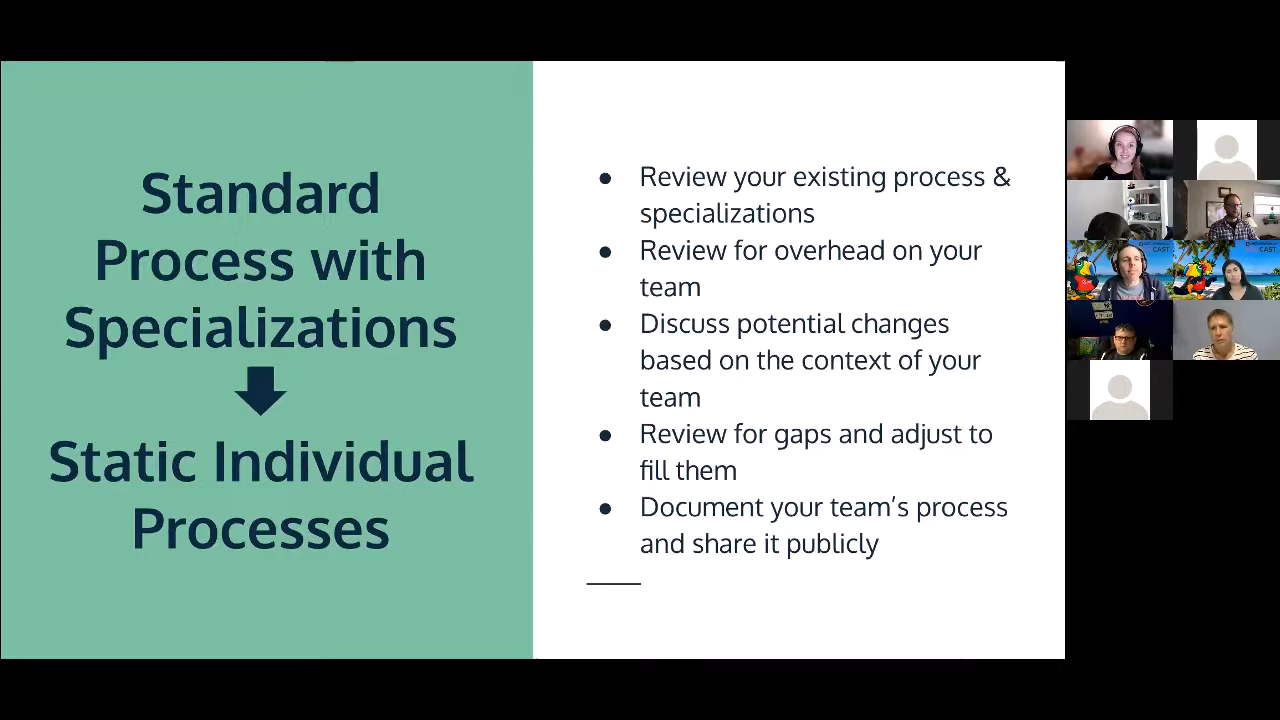 Standard
Process with
Specializations
Static Individual
Processes
● Review your existing process &
specializations
● Review for overhead on your
team
● Discuss potential changes
based on the context of your
team
● Review for gaps and adjust to
fill them
● Document your team's process
and share it publicly
CAST
CAST